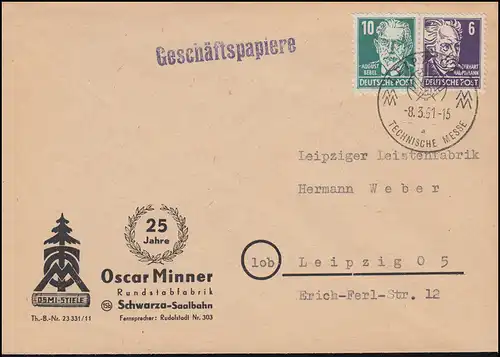 Geschäftspapiere
10
AUGUST
BEBEL
DEUTSCHE POST
6
GERHART
HAUPTMANN
DEUTSCHE POST
-8.3.51-15
a
TECHNISCHE MESSE
Leipziger Leistenfabrik
Hermann Weber
(10b) Leipzig O 5
Erich-Ferl-Str. 12
25
Jahre
OSMI-STIELE
Th.-B.-Nr. 23 331/11
Oscar Minner
Rundstabfabrik
(15b) Schwarza-Saalbahn
Fernsprecher: Rudolstadt Nr. 303